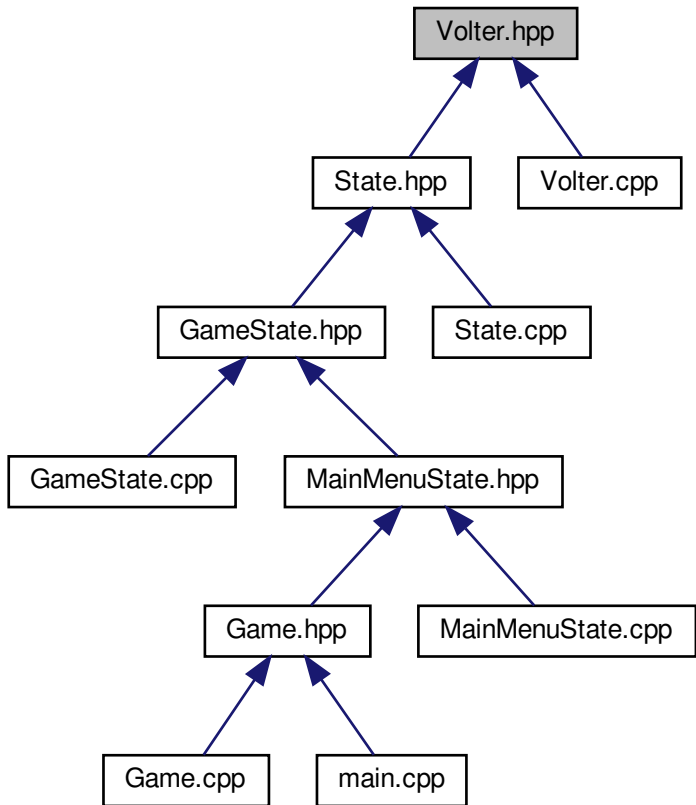 Volter.hpp
State.hpp
Volter.cpp
GameState.hpp
State.cpp
GameState.cpp
MainMenuState.hpp
Game.hpp
MainMenuState.cpp
Game.cpp
main.cpp